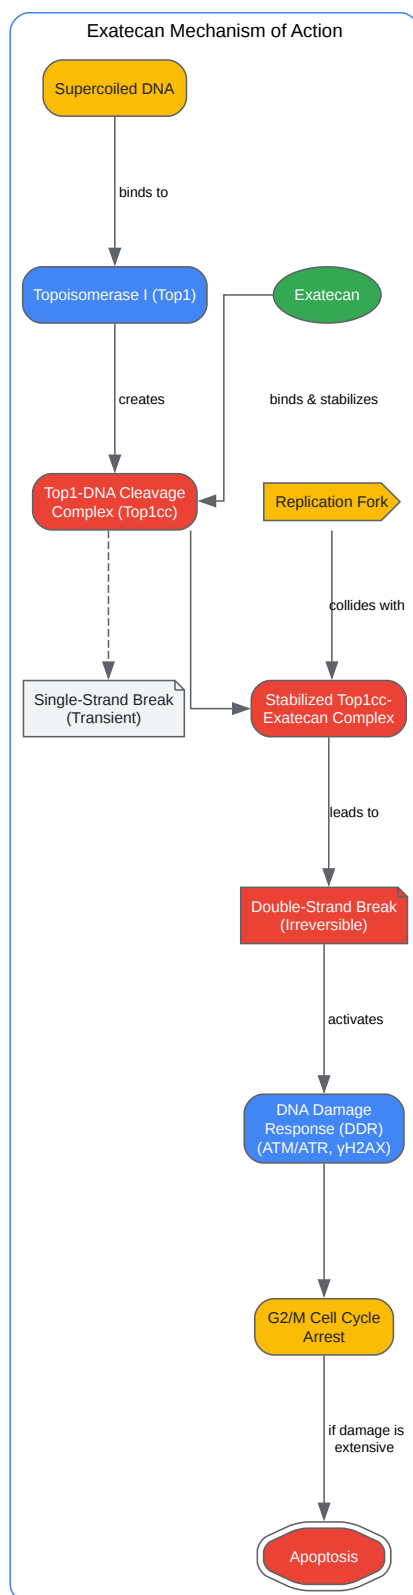 Exatecan Mechanism of Action
Supercoiled DNA
binds to
Topoisomerase I (Top1)
Exatecan
creates
binds & stabilizes
Top1-DNA Cleavage
Complex (Top1cc)
Replication Fork
collides with
Single-Strand Break
(Transient)
Stabilized Top1cc-
Exatecan Complex
leads to
Double-Strand Break
(Irreversible)
activates
DNA Damage
Response (DDR)
(ATM/ATR, γH2AX)
G2/M Cell Cycle
Arrest
if damage is
extensive
Apoptosis